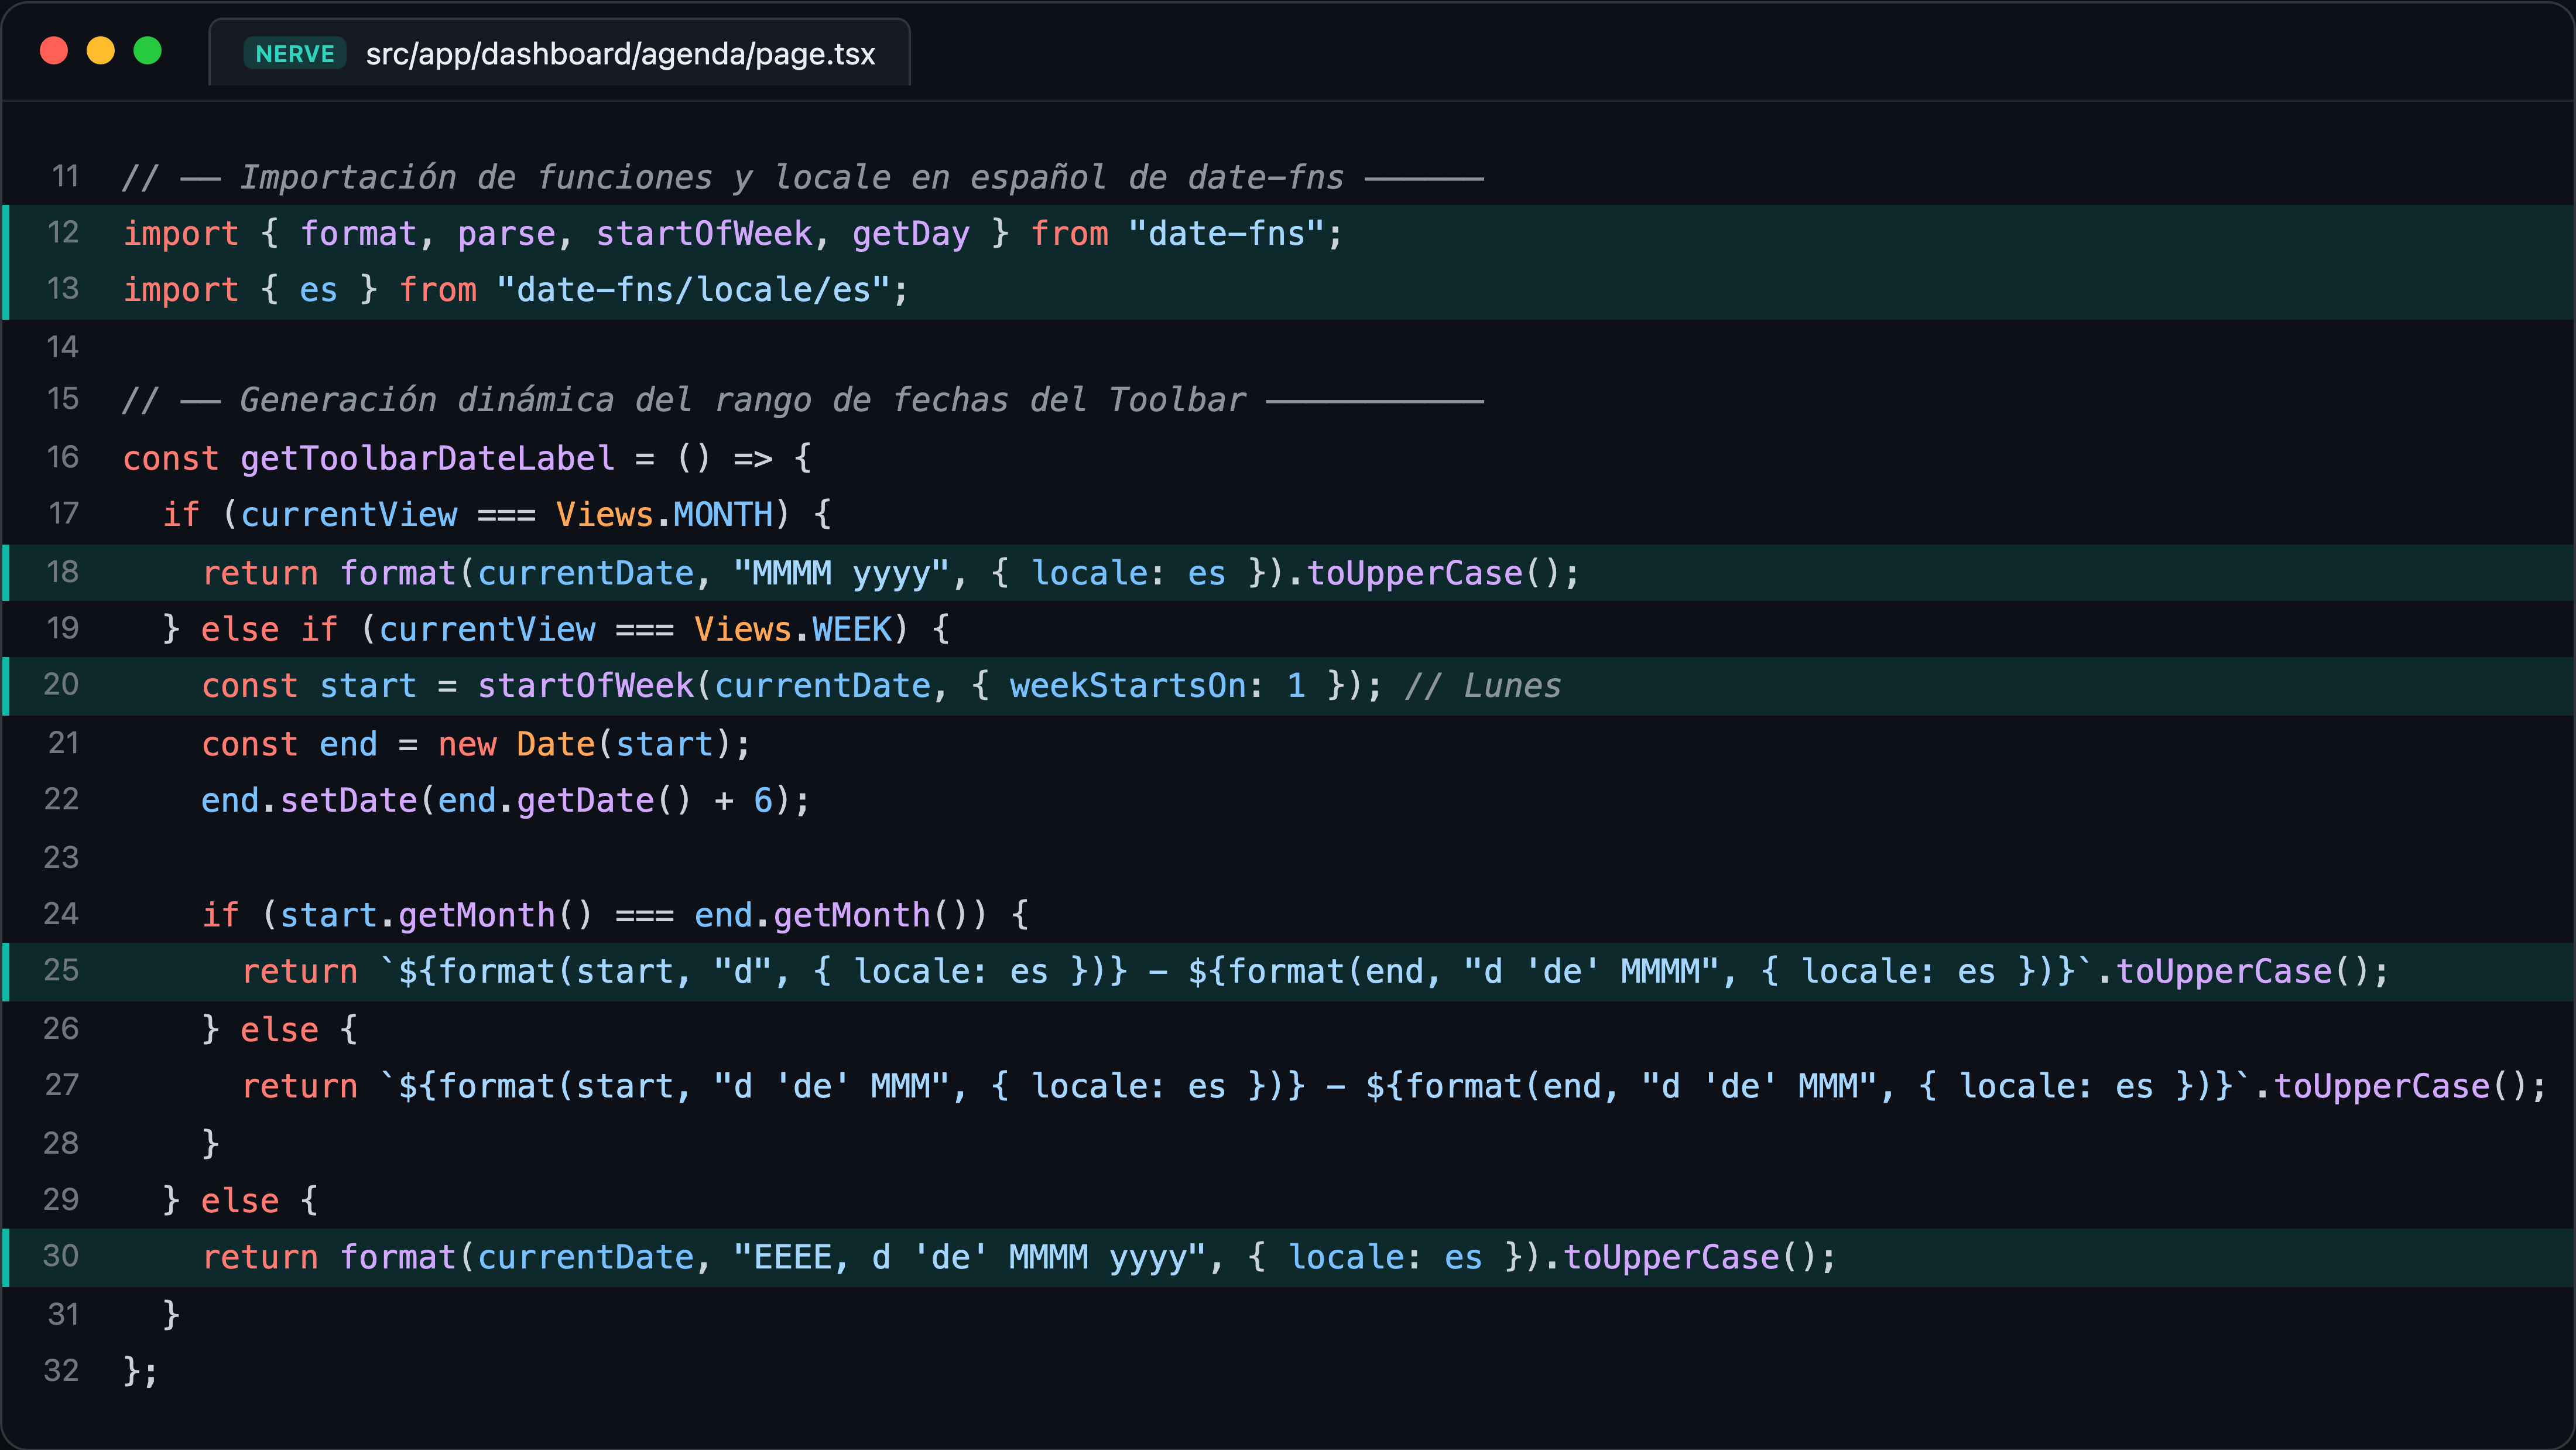 NERVE src/app/dashboard/agenda/page.tsx
11 // —— Importación de funciones y locale en español de date-fns ——————
12 import { format, parse, startOfWeek, getDay } from "date-fns";
13 import { es } from "date-fns/locale/es";
14
15 // —— Generación dinámica del rango de fechas del Toolbar ———————————
16 const getToolbarDateLabel = () => {
17   if (currentView === Views.MONTH) {
18     return format(currentDate, "MMMM yyyy", { locale: es }).toUpperCase();
19   } else if (currentView === Views.WEEK) {
20     const start = startOfWeek(currentDate, { weekStartsOn: 1 }); // Lunes
21     const end = new Date(start);
22     end.setDate(end.getDate() + 6);
23
24     if (start.getMonth() === end.getMonth()) {
25       return `${format(start, "d", { locale: es })} – ${format(end, "d 'de' MMMM", { locale: es })}`.toUpperCase();
26     } else {
27       return `${format(start, "d 'de' MMM", { locale: es })} – ${format(end, "d 'de' MMM", { locale: es })}`.toUpperCase();
28     }
29   } else {
30     return format(currentDate, "EEEE, d 'de' MMMM yyyy", { locale: es }).toUpperCase();
31   }
32 };